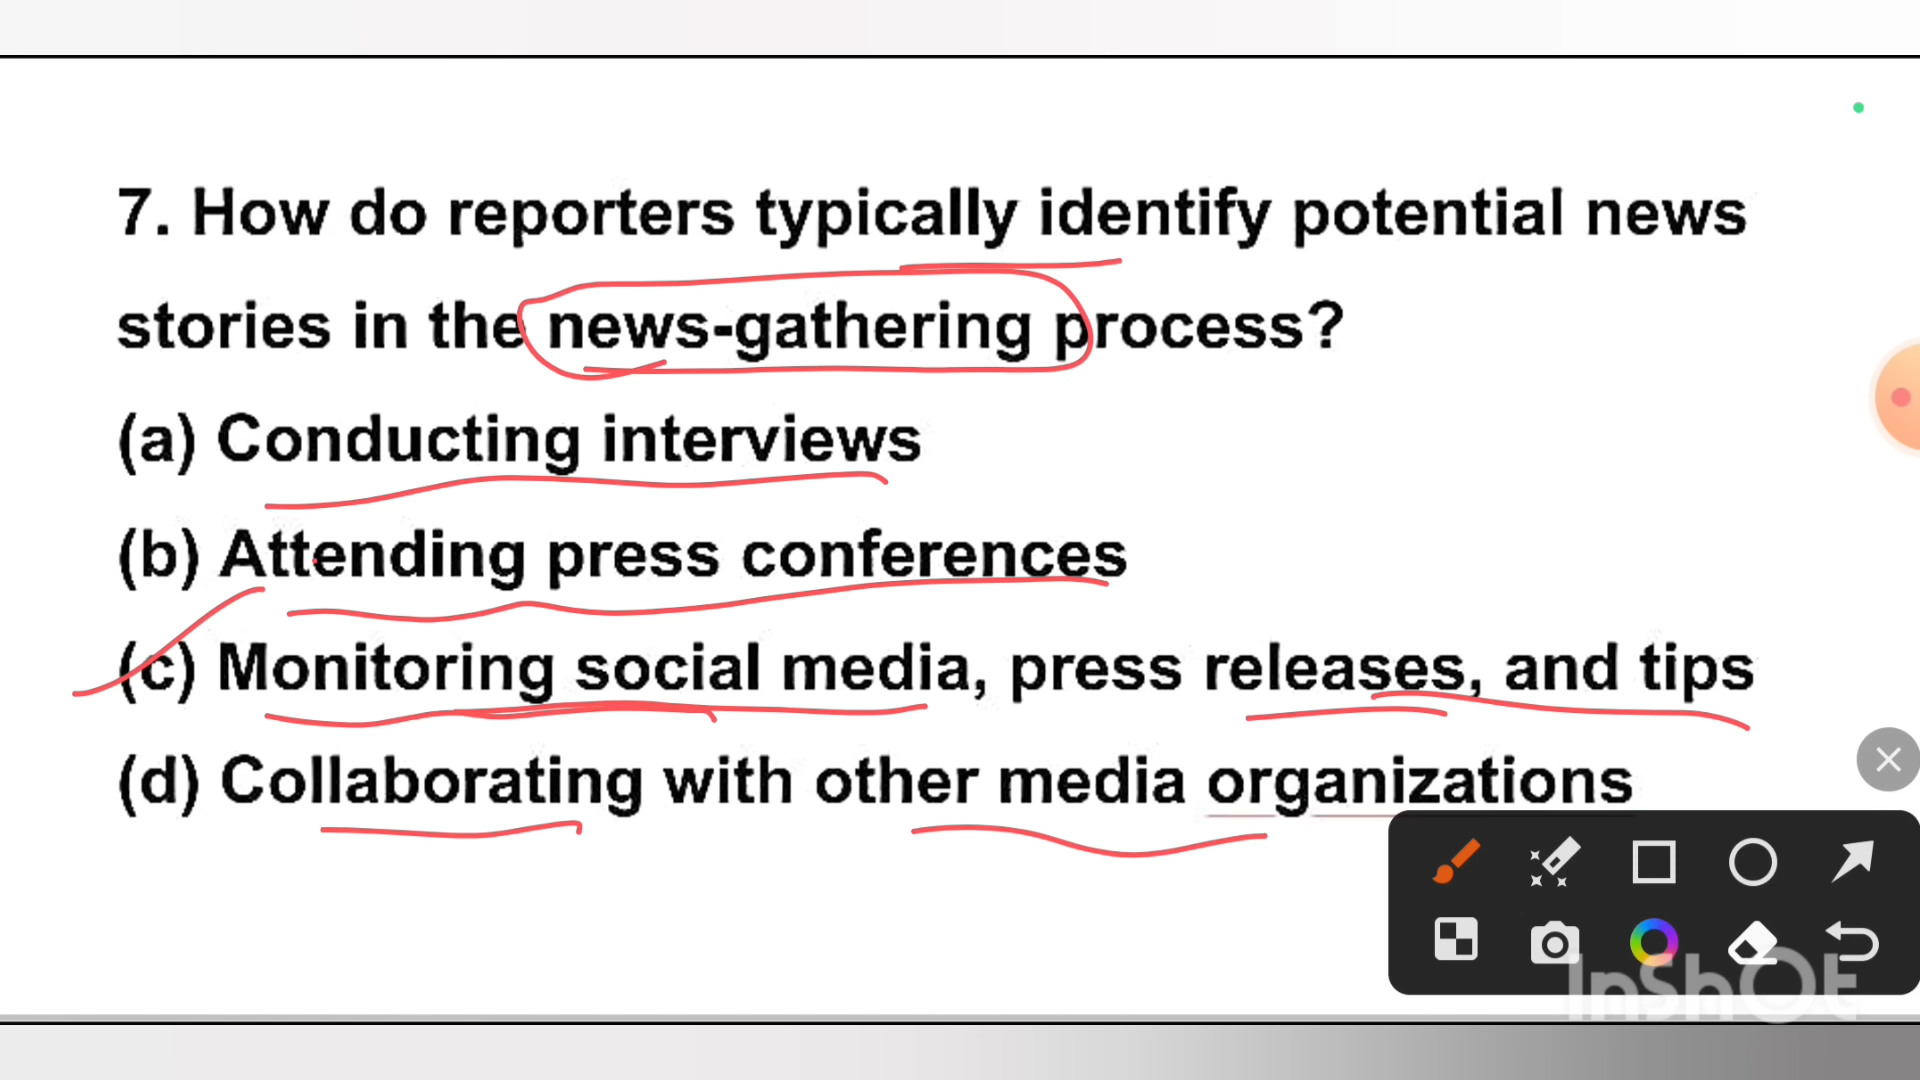 7. How do reporters typically identify potential news
stories in the news-gathering process?
(a) Conducting interviews
(b) Attending press conferences
(c) Monitoring social media, press releases, and tips
(d) Collaborating with other media organizations
InShOt